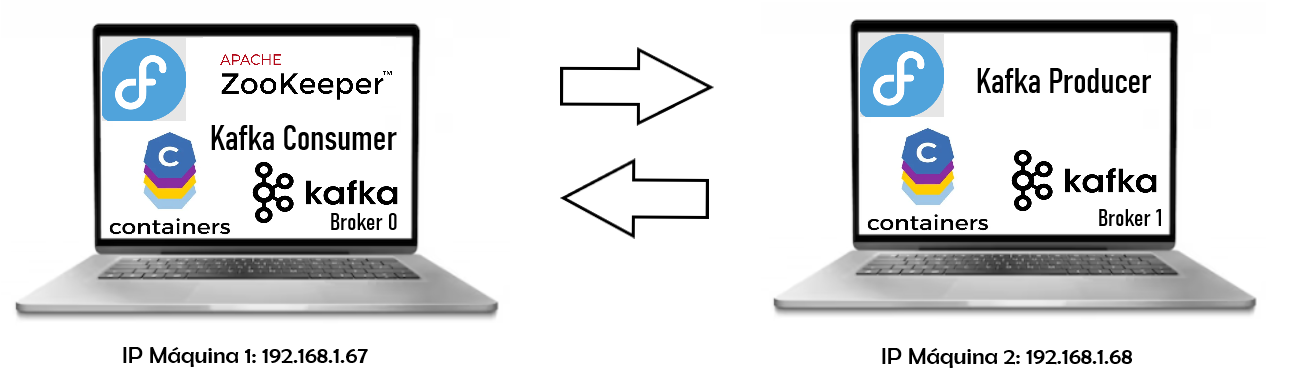 APACHE
ZooKeeper™
Kafka Consumer
C
kafka
Broker 0
containers
IP Máquina 1: 192.168.1.67
Kafka Producer
C
kafka
Broker 1
containers
IP Máquina 2: 192.168.1.68